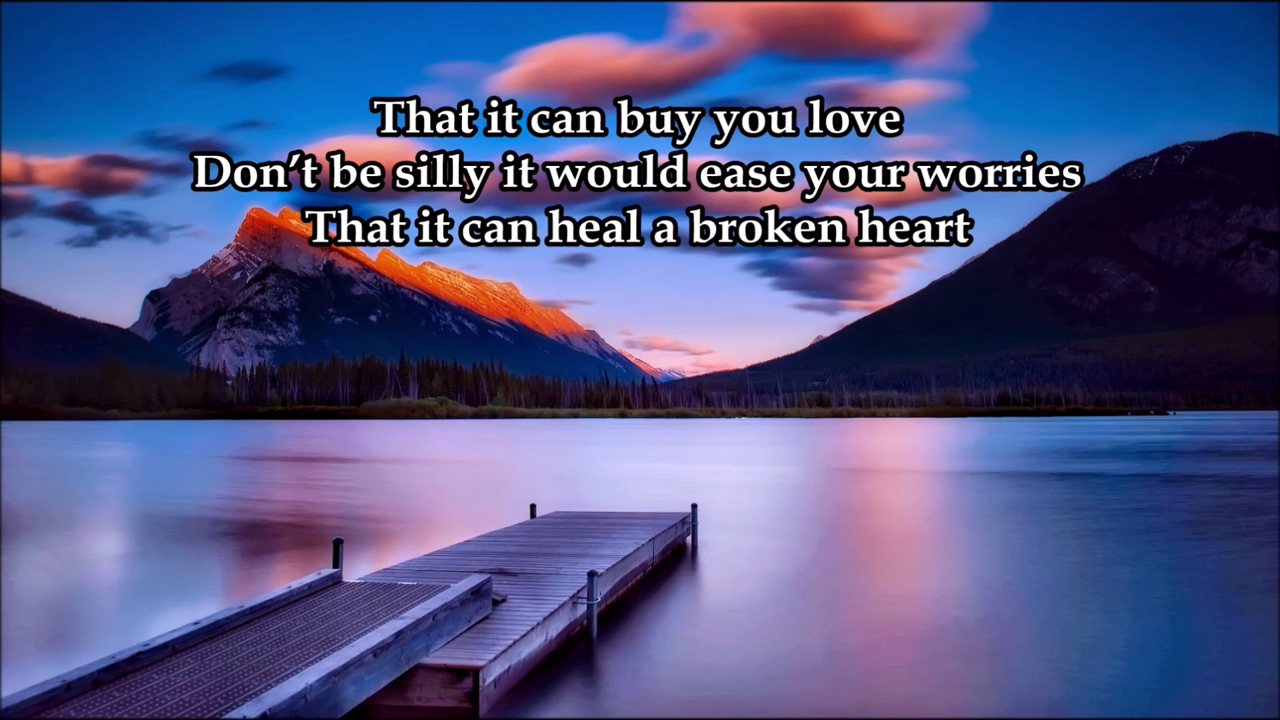 That it can buy you love
Don’t be silly it would ease your worries
That it can heal a broken heart